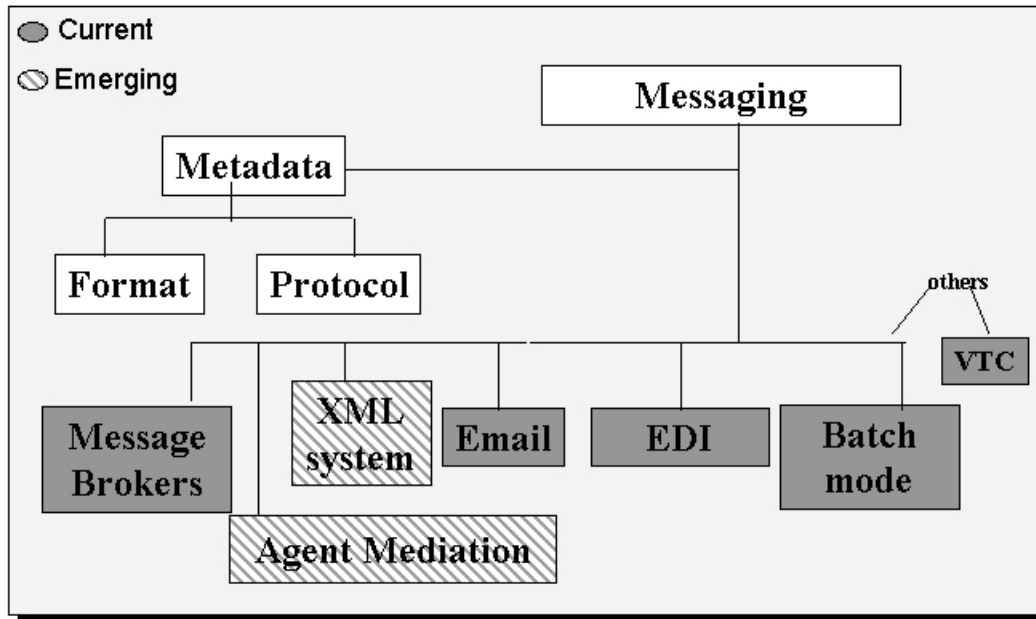 Current
Emerging
Messaging
Metadata
Format
Protocol
others
VTC
Message
Brokers
XML
system
Email
EDI
Batch
mode
Agent Mediation